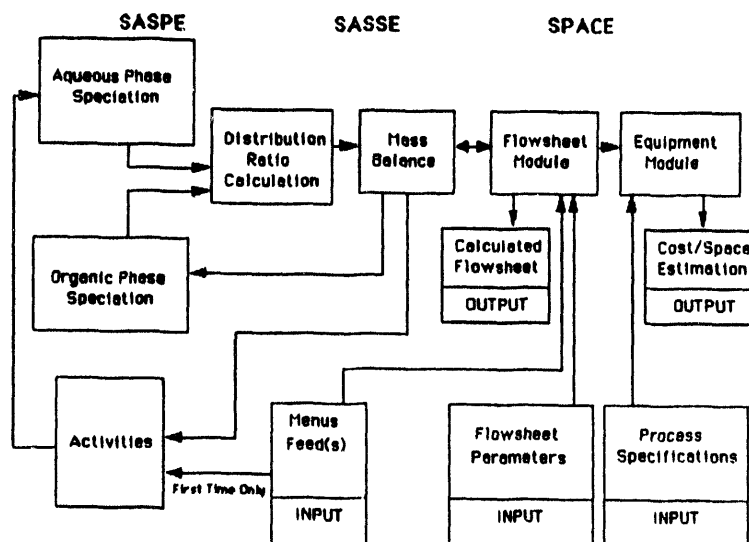 SASPE
SASSE
SPACE
Aqueous Phase
Speciation
Distribution
Ratio
Calculation
Mass
Balance
Flowsheet
Module
Equipment
Module
Organic Phase
Speciation
Calculated
Flowsheet
OUTPUT
Cost/Space
Estimation
OUTPUT
Activities
First Time Only
Menus
Feed(s)
INPUT
Flowsheet
Parameters
INPUT
Process
Specifications
INPUT